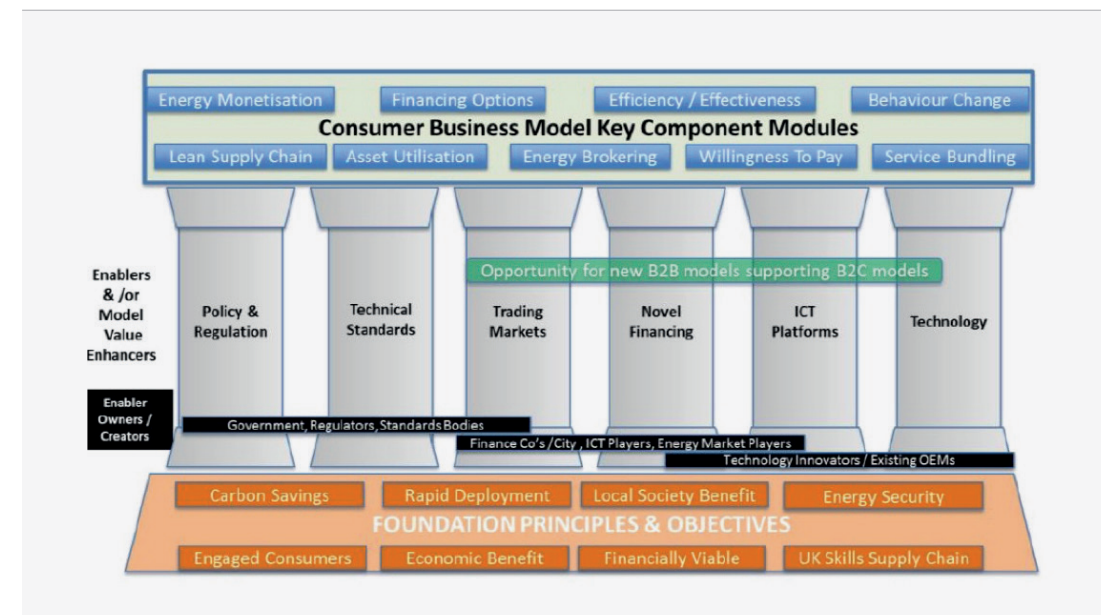 Energy Monetisation
Financing Options
Efficiency / Effectiveness
Behaviour Change
Consumer Business Model Key Component Modules
Lean Supply Chain
Asset Utilisation
Energy Brokering
Willingness To Pay
Service Bundling
Enablers
& /or
Model
Value
Enhancers
Opportunity for new B2B models supporting B2C models
Policy &
Regulation
Technical
Standards
Trading
Markets
Novel
Financing
ICT
Platforms
Technology
Enabler
Owners /
Creators
Government, Regulators, Standards Bodies
Finance Co's /City , ICT Players, Energy Market Players
Technology Innovators / Existing OEMs
Carbon Savings
Rapid Deployment
Local Society Benefit
Energy Security
FOUNDATION PRINCIPLES & OBJECTIVES
Engaged Consumers
Economic Benefit
Financially Viable
UK Skills Supply Chain